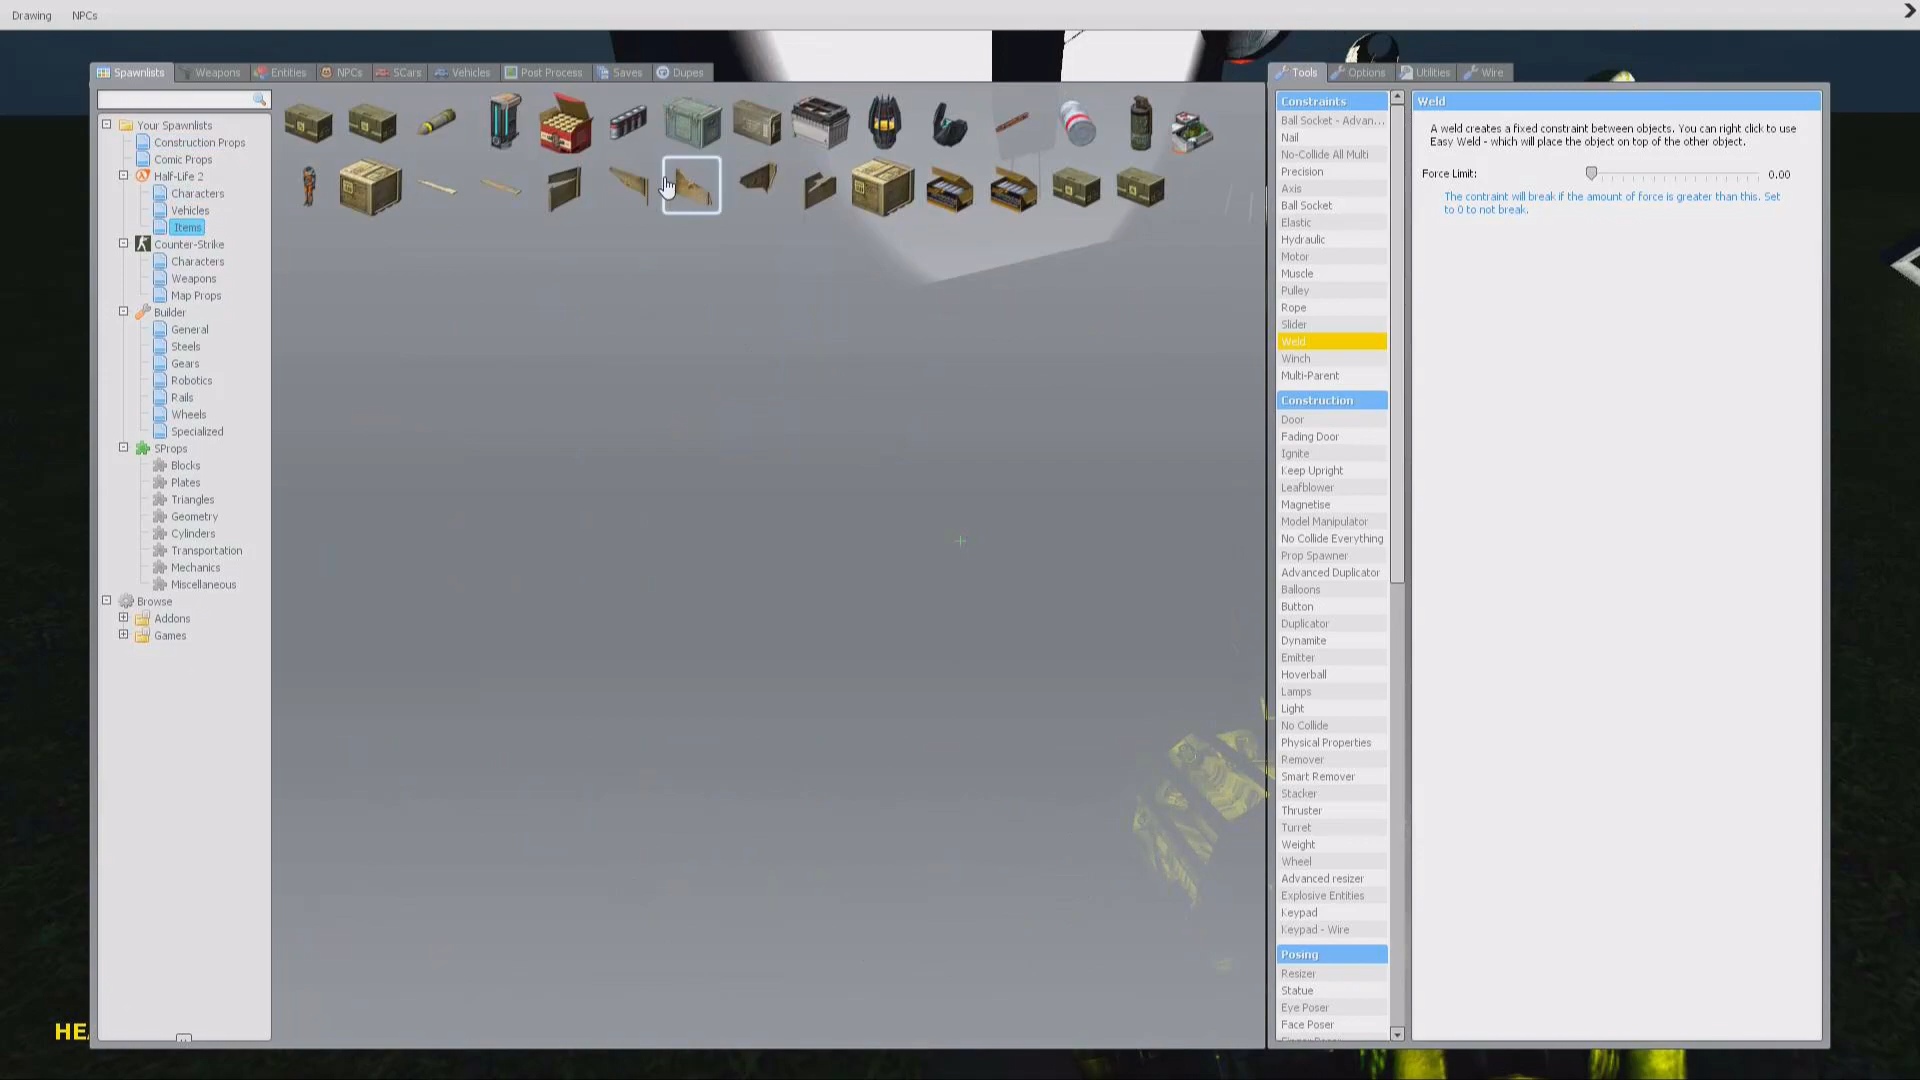 Drawing NPCs
Spawnlists Weapons Entities NPCs SCars Vehicles Post Process Saves Dupes
Your Spawnlists
Construction Props
Comic Props
Half-Life 2
Characters
Vehicles
Items
Counter-Strike
Characters
Weapons
Map Props
Builder
General
Steels
Gears
Robotics
Rails
Wheels
Specialized
SProps
Blocks
Plates
Triangles
Geometry
Cylinders
Transportation
Mechanics
Miscellaneous
Browse
Addons
Games
Tools Options Utilities Wire
Constraints
Ball Socket - Advan...
Nail
No-Collide All Multi
Precision
Axis
Ball Socket
Elastic
Hydraulic
Motor
Muscle
Pulley
Rope
Slider
Weld
Winch
Multi-Parent
Construction
Door
Fading Door
Ignite
Keep Upright
Leafblower
Magnetise
Model Manipulator
No Collide Everything
Prop Spawner
Advanced Duplicator
Balloons
Button
Duplicator
Dynamite
Emitter
Hoverball
Lamps
Light
No Collide
Physical Properties
Remover
Smart Remover
Stacker
Thruster
Turret
Weight
Wheel
Advanced resizer
Explosive Entities
Keypad
Keypad - Wire
Posing
Resizer
Statue
Eye Poser
Face Poser
Weld
A weld creates a fixed constraint between objects. You can right click to use
Easy Weld - which will place the object on top of the other object.
Force Limit: 0.00
The contraint will break if the amount of force is greater than this. Set
to 0 to not break.